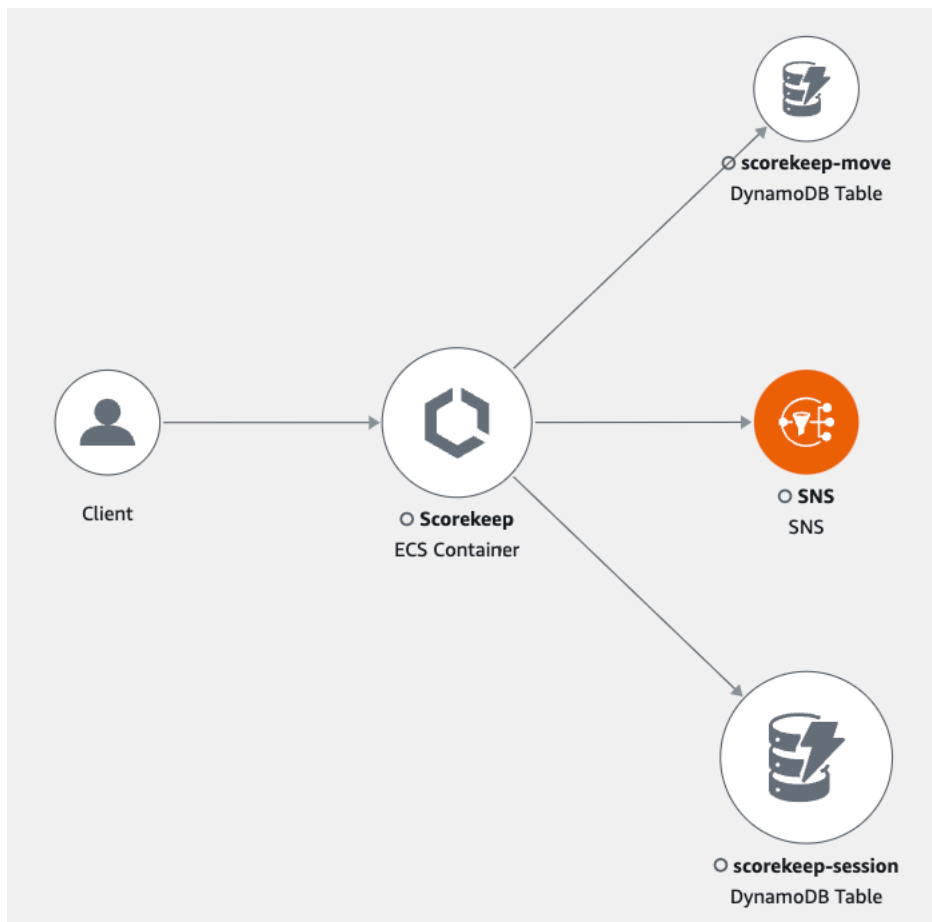 scorekeep-move
DynamoDB Table
Client
Scorekeep
ECS Container
SNS
SNS
scorekeep-session
DynamoDB Table